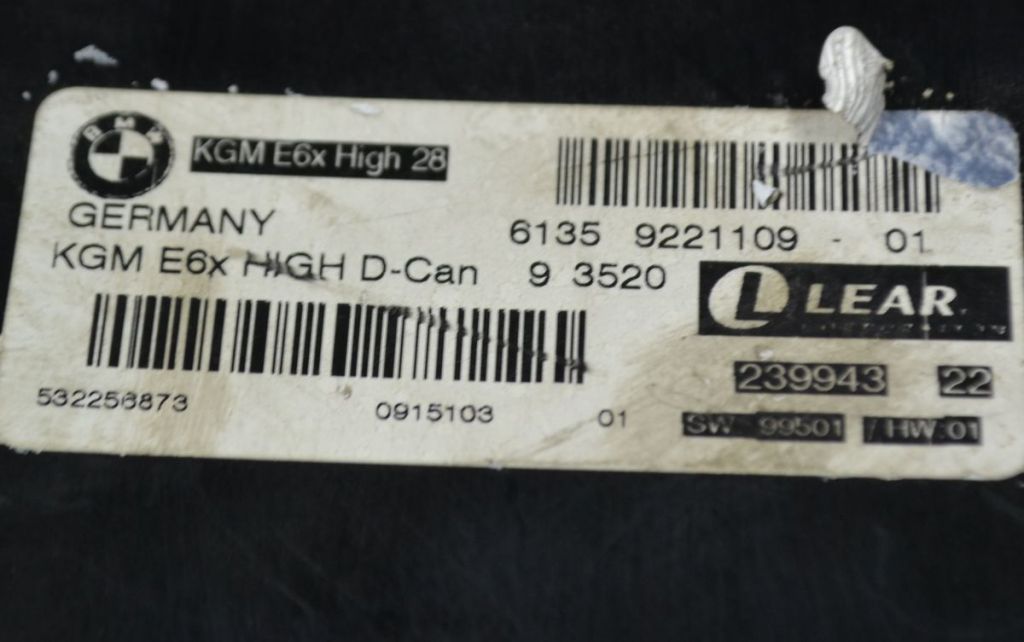 BMW
KGM E6x High 28
GERMANY
6135 9221109 - 01
KGM E6x HIGH D-Can 9 3520
L LEAR.
239943 22
532256873 0915103 01
SW 99501 / HW 01